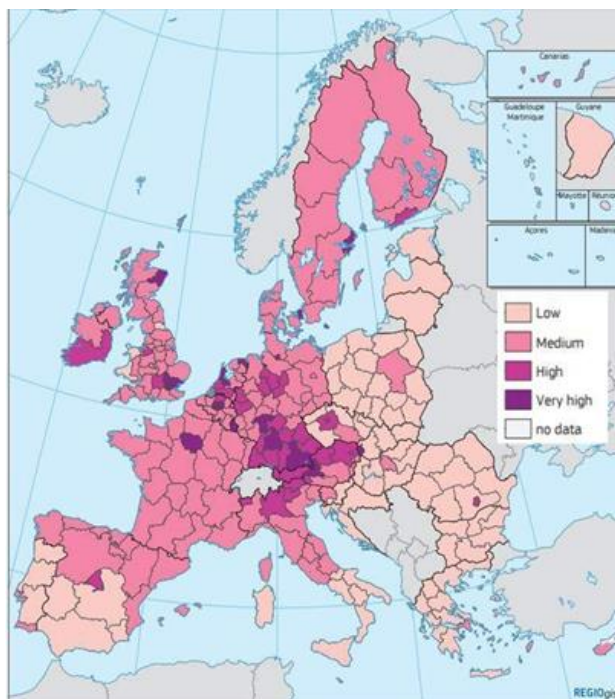 Canarias
Guadeloupe
Martinique
Guyane
Mayotte
Réunion
Açores
Madeira
Low
Medium
High
Very high
no data